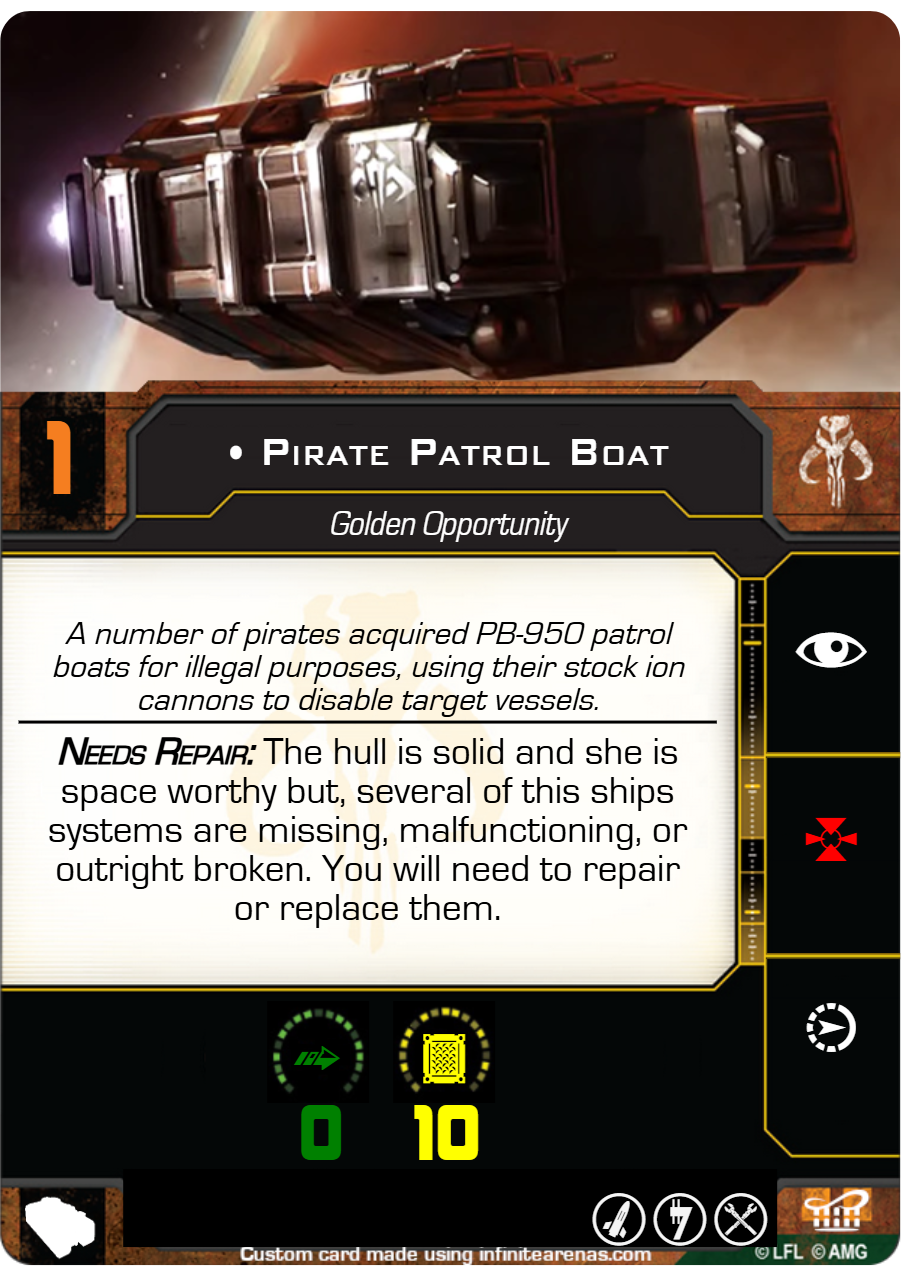 1
• Pirate Patrol Boat
Golden Opportunity
A number of pirates acquired PB-950 patrol
boats for illegal purposes, using their stock ion
cannons to disable target vessels.
Needs Repair: The hull is solid and she is
space worthy but, several of this ships
systems are missing, malfunctioning, or
outright broken. You will need to repair
or replace them.
0 10
Custom card made using infinitearenas.com
© LFL © AMG